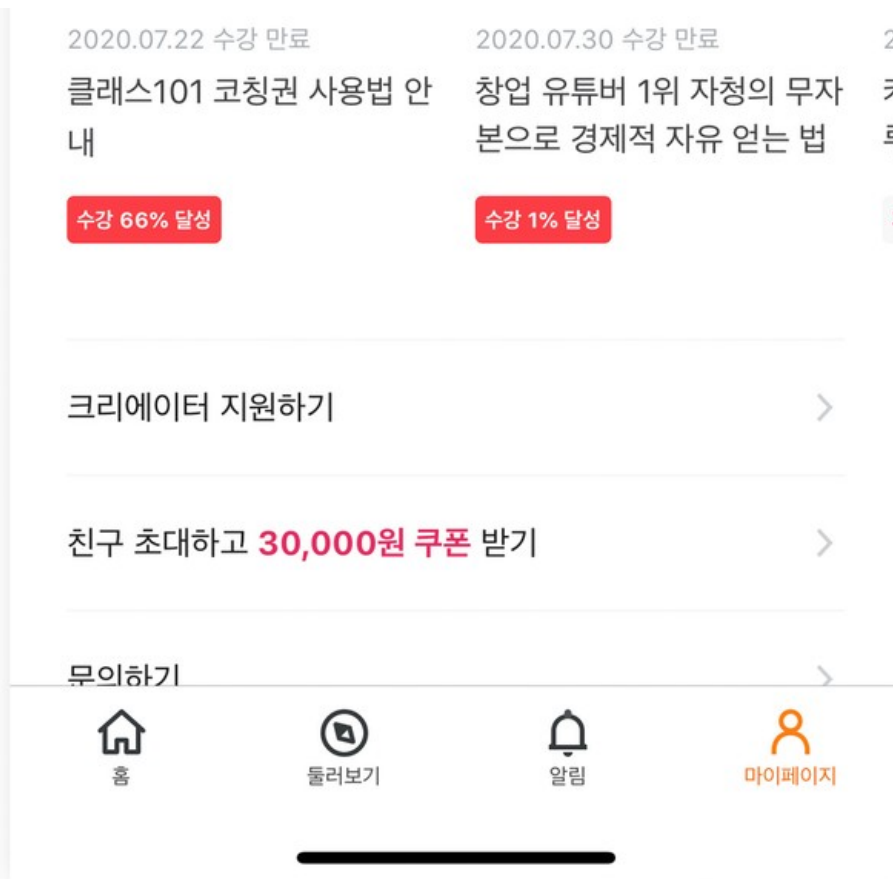 2020.07.22 수강 만료
클래스101 코칭권 사용법 안
내
수강 66% 달성
2020.07.30 수강 만료
창업 유튜버 1위 자청의 무자
본으로 경제적 자유 얻는 법
수강 1% 달성
크리에이터 지원하기
친구 초대하고 30,000원 쿠폰 받기
문의하기
홈
둘러보기
알림
마이페이지